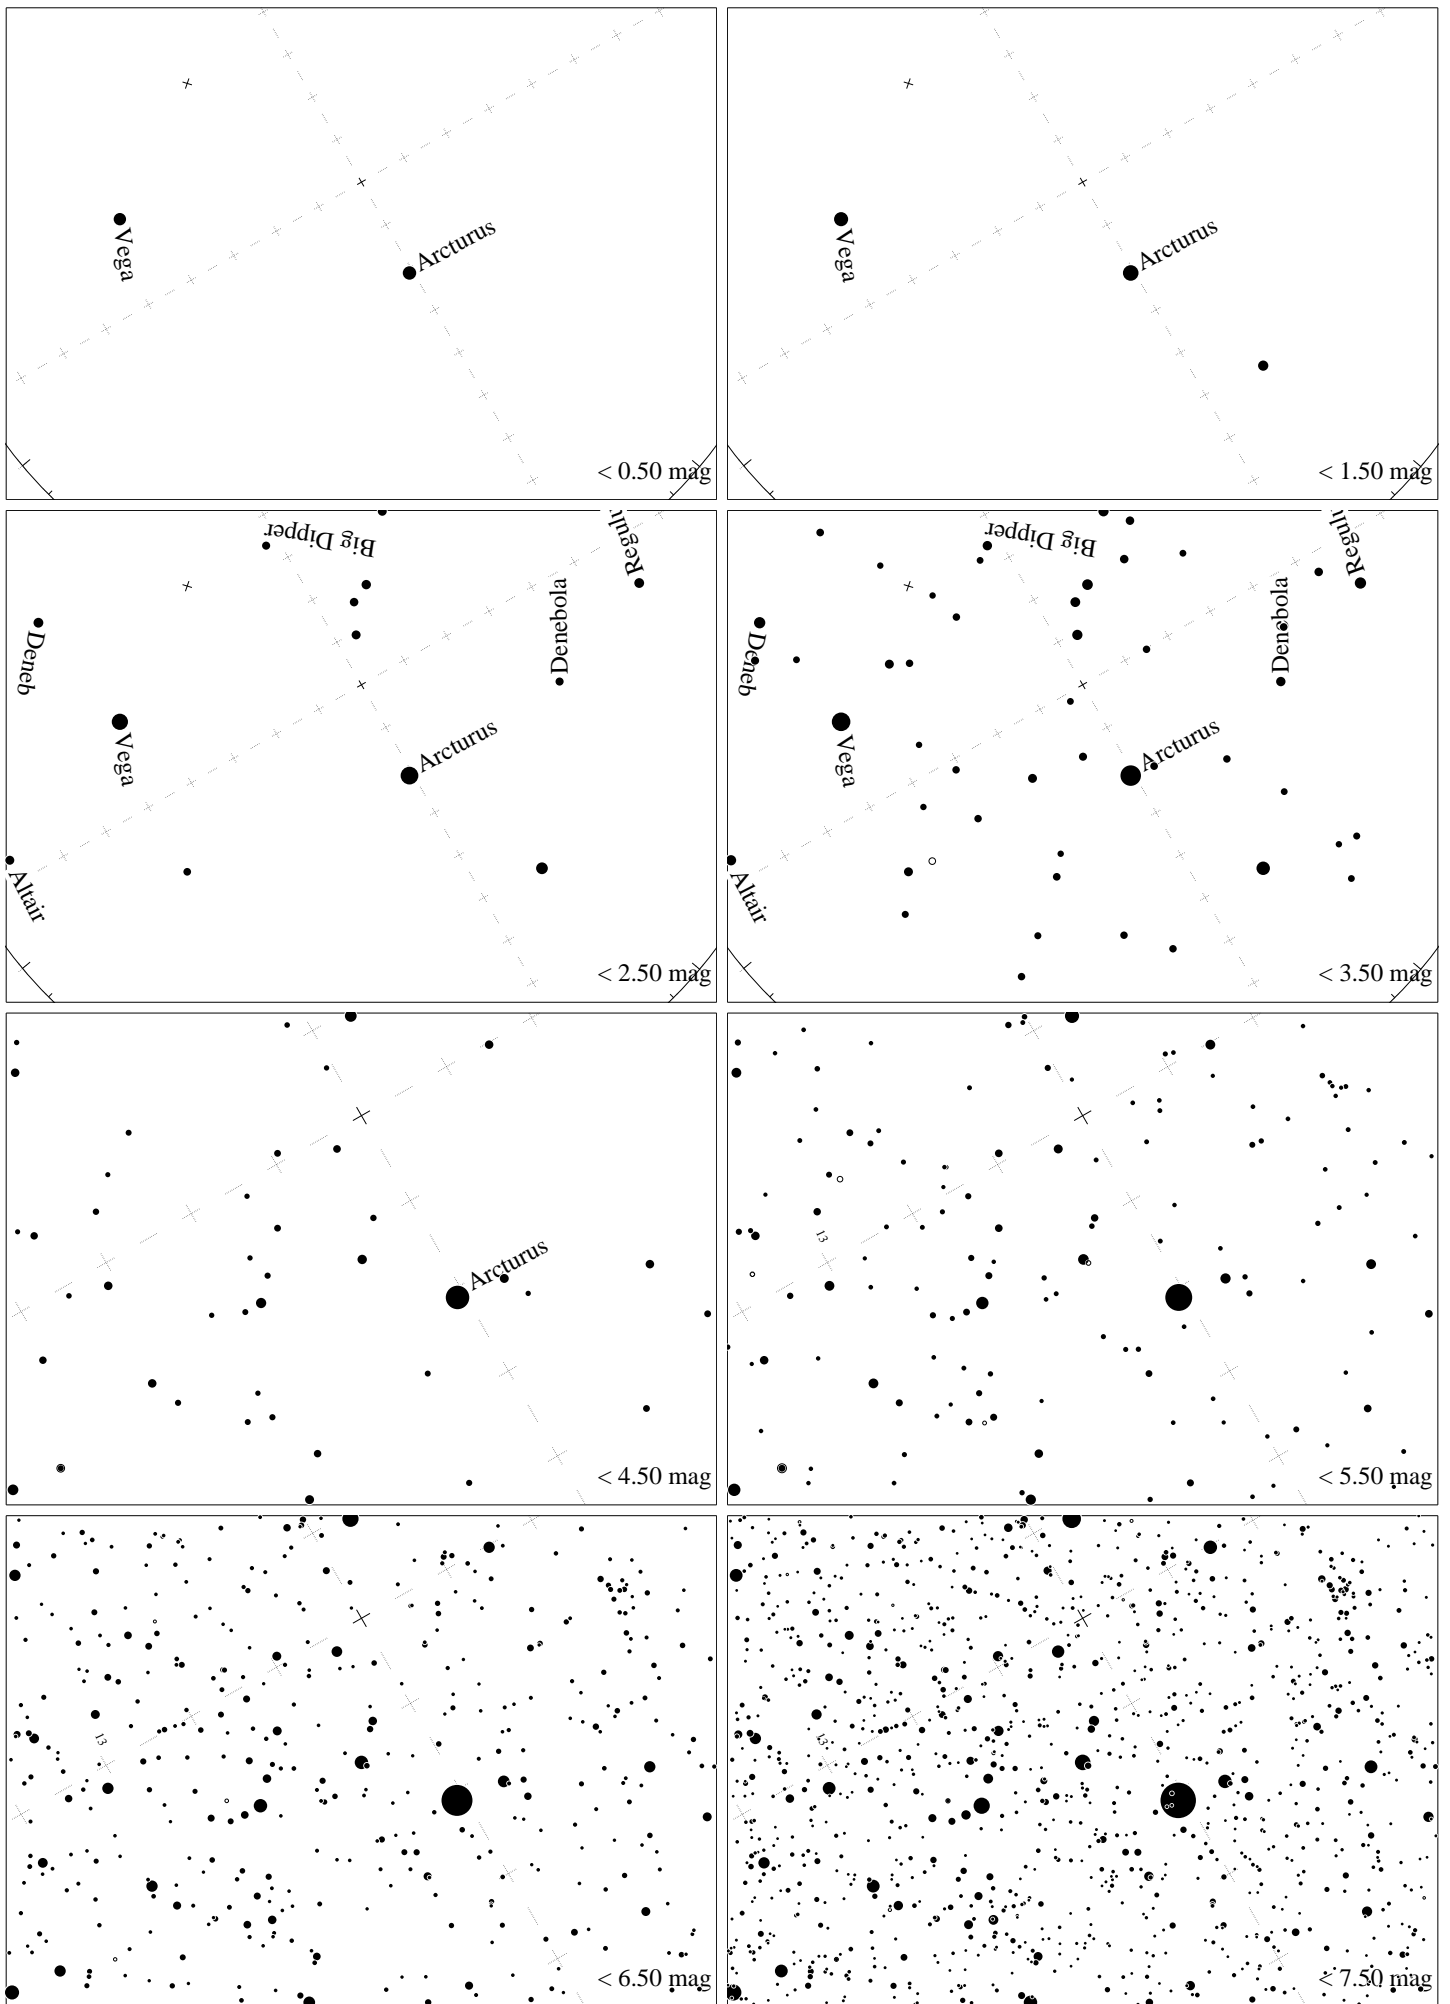 Vega
Arcturus
< 0.50 mag
Vega
Arcturus
< 1.50 mag
Big Dipper
Regulu
Denebola
Deneb
Vega
Arcturus
Altair
< 2.50 mag
Big Dipper
Regulu
Denebola
Deneb
Vega
Arcturus
Altair
< 3.50 mag
Arcturus
< 4.50 mag
13
< 5.50 mag
13
< 6.50 mag
13
< 7.50 mag